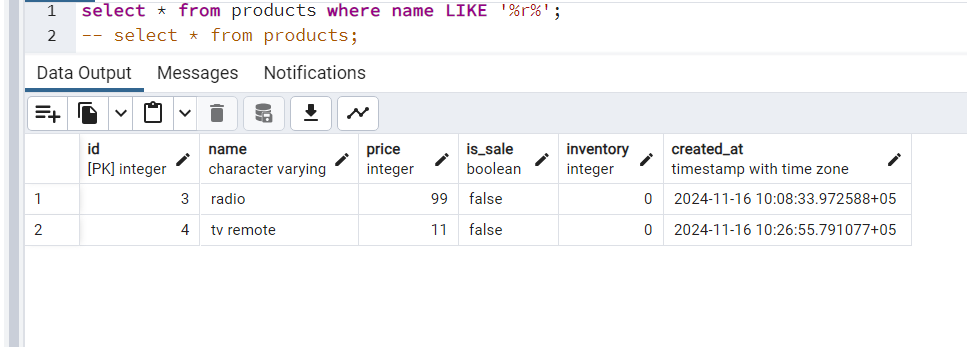 1 select * from products where name LIKE '%r%';
2 -- select * from products;
Data Output Messages Notifications
id name price is_sale inventory created_at
[PK] integer character varying integer boolean integer timestamp with time zone
1 3 radio 99 false 0 2024-11-16 10:08:33.972588+05
2 4 tv remote 11 false 0 2024-11-16 10:26:55.791077+05